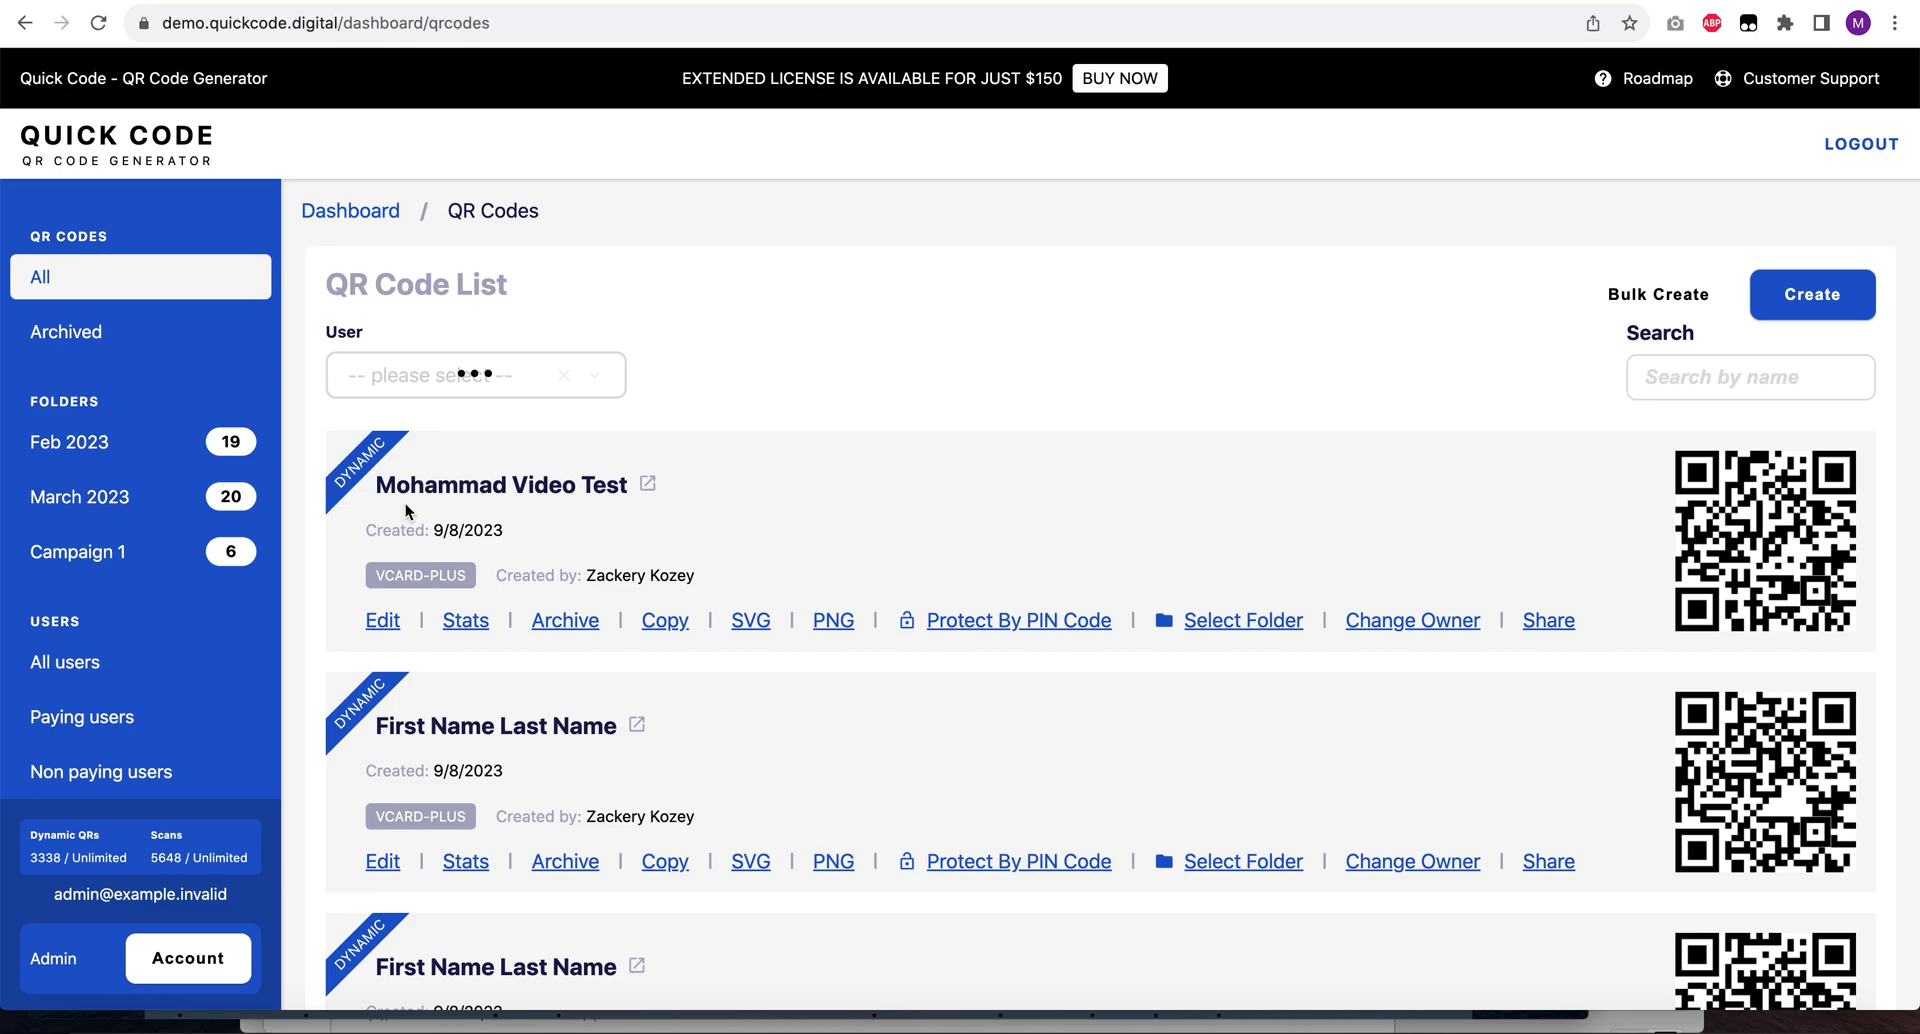 demo.quickcode.digital/dashboard/qrcodes
ABP
M
Quick Code - QR Code Generator
EXTENDED LICENSE IS AVAILABLE FOR JUST $150 BUY NOW
Roadmap
Customer Support
QUICK CODE
QR CODE GENERATOR
LOGOUT
QR CODES
All
Archived
FOLDERS
Feb 2023 19
March 2023 20
Campaign 1 6
USERS
All users
Paying users
Non paying users
Dynamic QRs Scans
3338 / Unlimited 5648 / Unlimited
admin@example.invalid
Admin Account
Dashboard / QR Codes
QR Code List
Bulk Create Create
User
-- please select --
Search
Search by name
DYNAMIC
Mohammad Video Test
Created: 9/8/2023
VCARD-PLUS Created by: Zackery Kozey
Edit | Stats | Archive | Copy | SVG | PNG | Protect By PIN Code | Select Folder | Change Owner | Share
DYNAMIC
First Name Last Name
Created: 9/8/2023
VCARD-PLUS Created by: Zackery Kozey
Edit | Stats | Archive | Copy | SVG | PNG | Protect By PIN Code | Select Folder | Change Owner | Share
DYNAMIC
First Name Last Name
Created: 9/8/2023